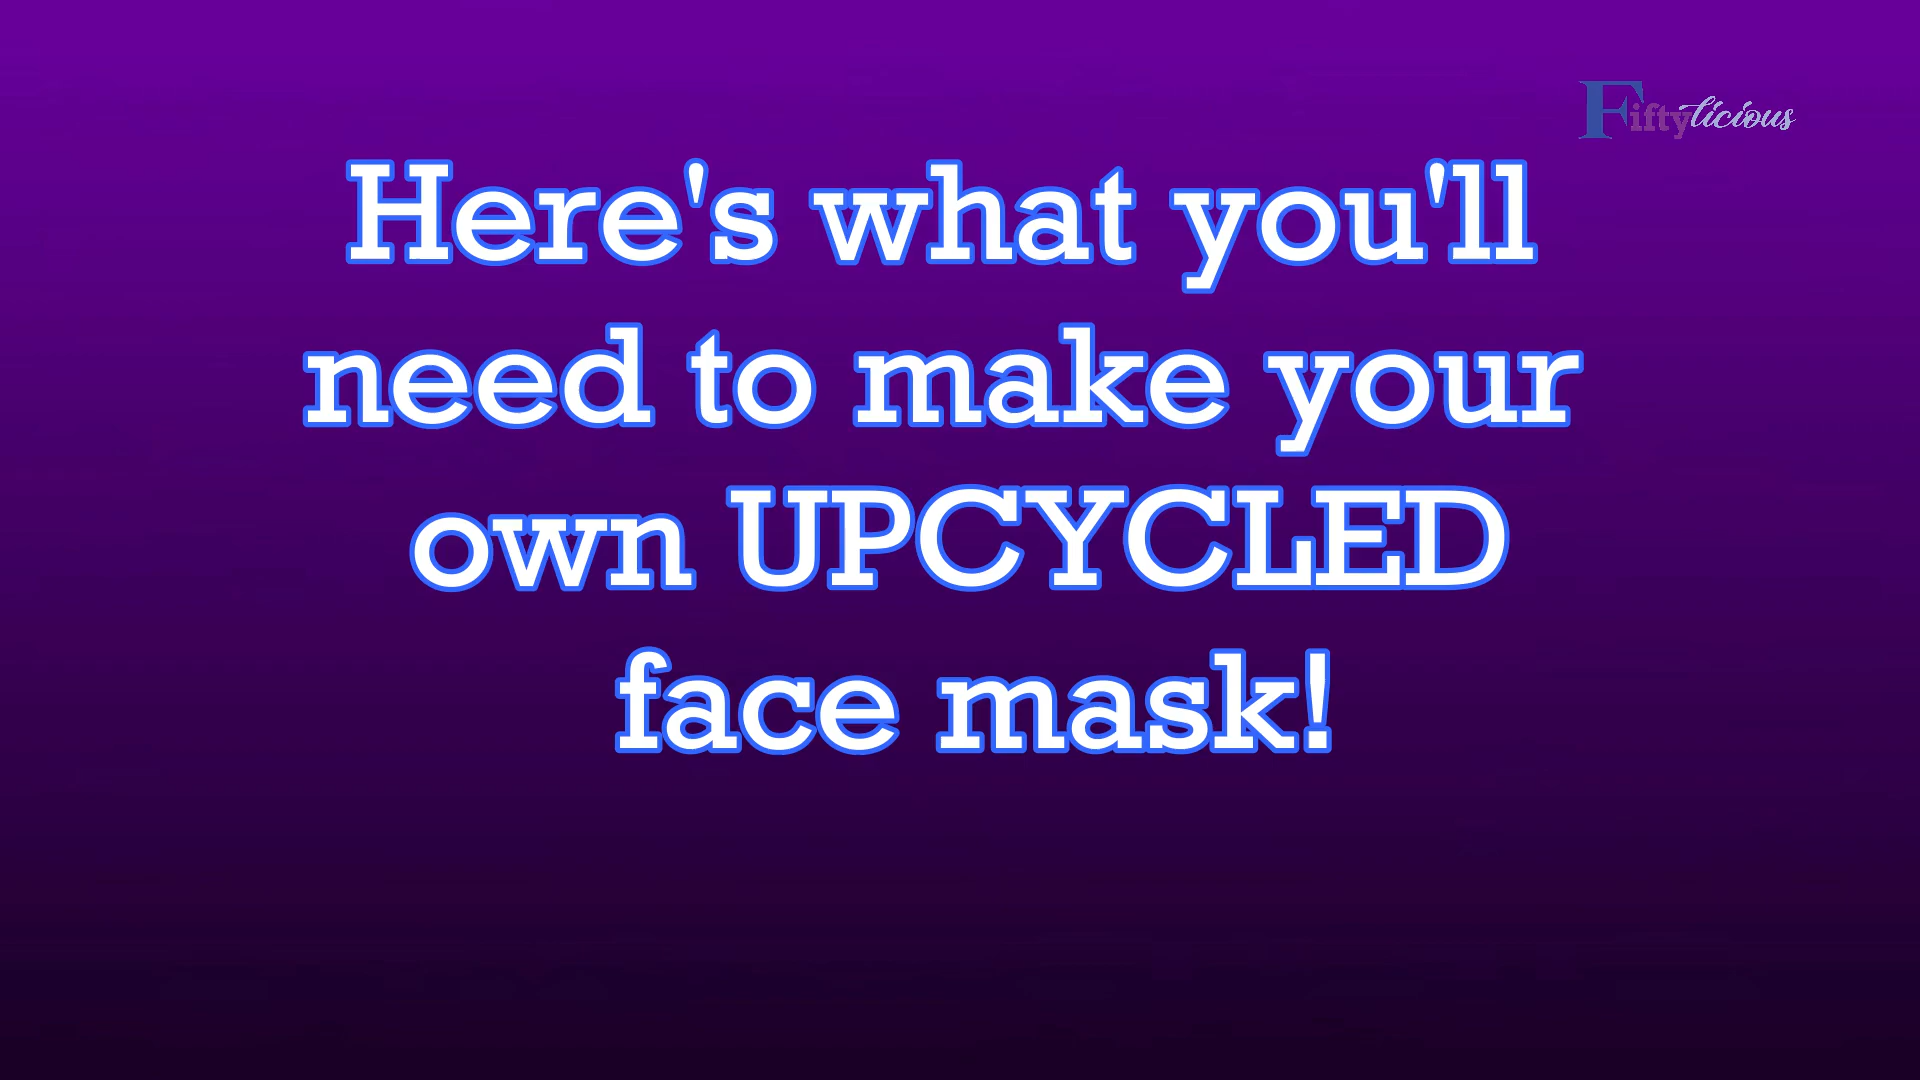 Fiftylicious
Here's what you'll
need to make your
own UPCYCLED
face mask!